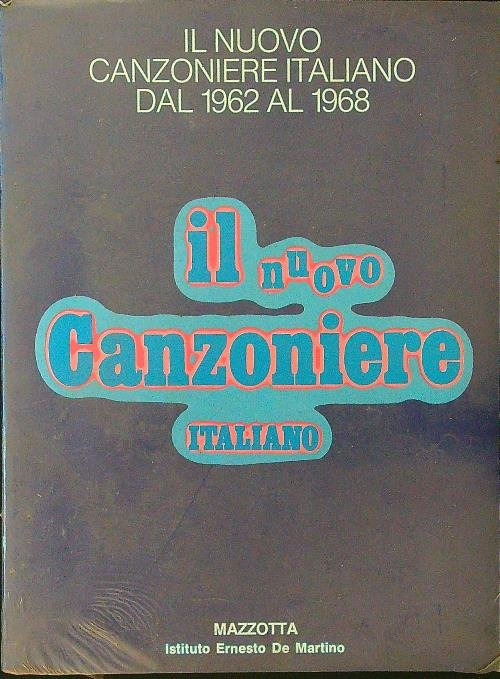 IL NUOVO
CANZONIERE ITALIANO
DAL 1962 AL 1968
il nuovo
Canzoniere
ITALIANO
MAZZOTTA
Istituto Ernesto De Martino